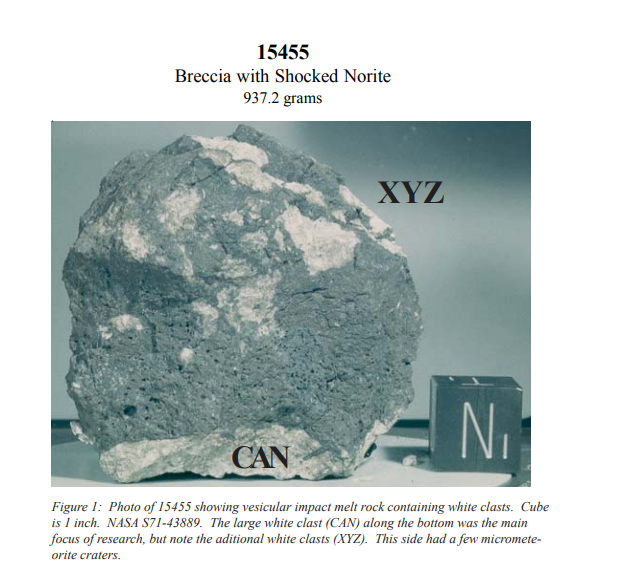 15455
Breccia with Shocked Norite
937.2 grams
XYZ
CAN
N
Figure 1:  Photo of 15455 showing vesicular impact melt rock containing white clasts.  Cube
is 1 inch.  NASA S71-43889.  The large white clast (CAN) along the bottom was the main
focus of research, but note the aditional white clasts (XYZ).  This side had a few micromete-
orite craters.